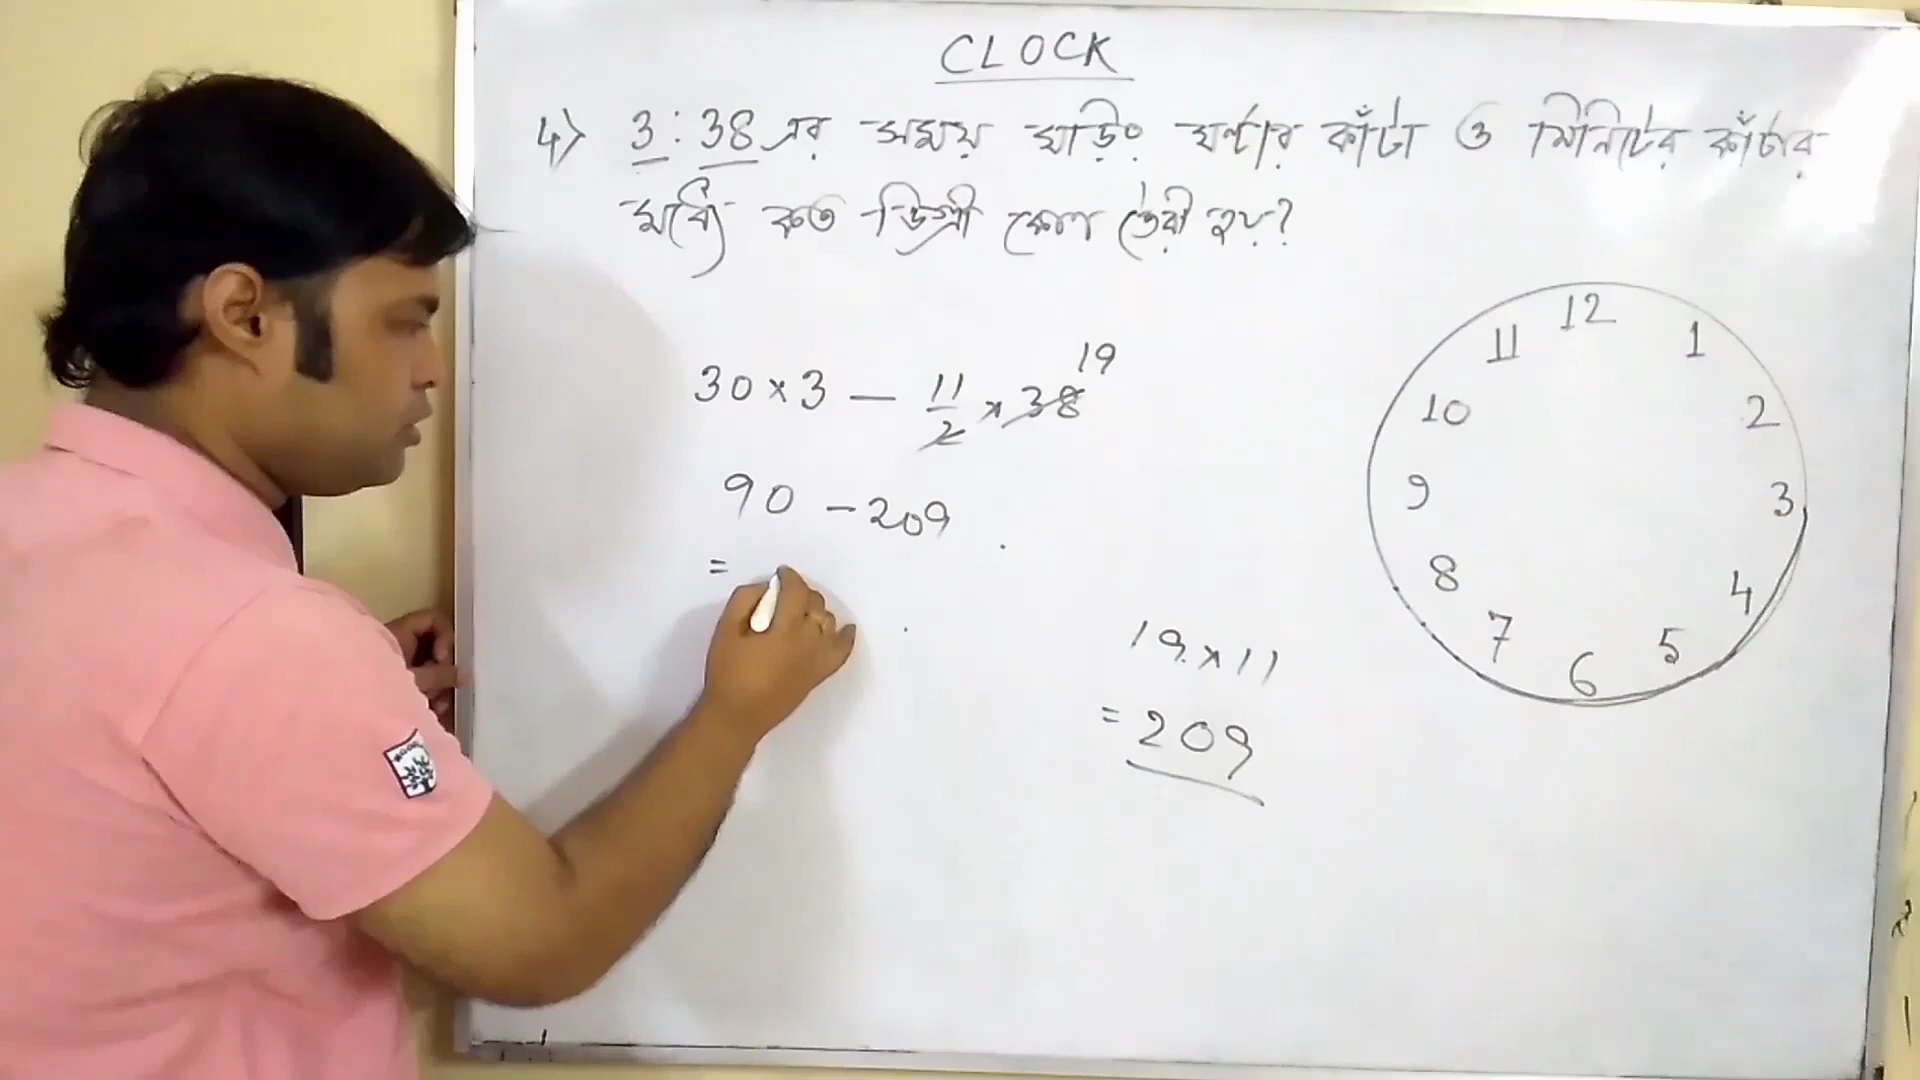 CLOCK
4) 3:38 এর সময় ঘড়ির ঘন্টার কাঁটা ও মিনিটের কাঁটার
মধ্যে কত ডিগ্রী কোণ তৈরী হয়?
30 × 3 — 11/2 × 38 19
90 - 209
=
19 × 11
= 209
12
11 1
10 2
9 3
8 4
7 5
6